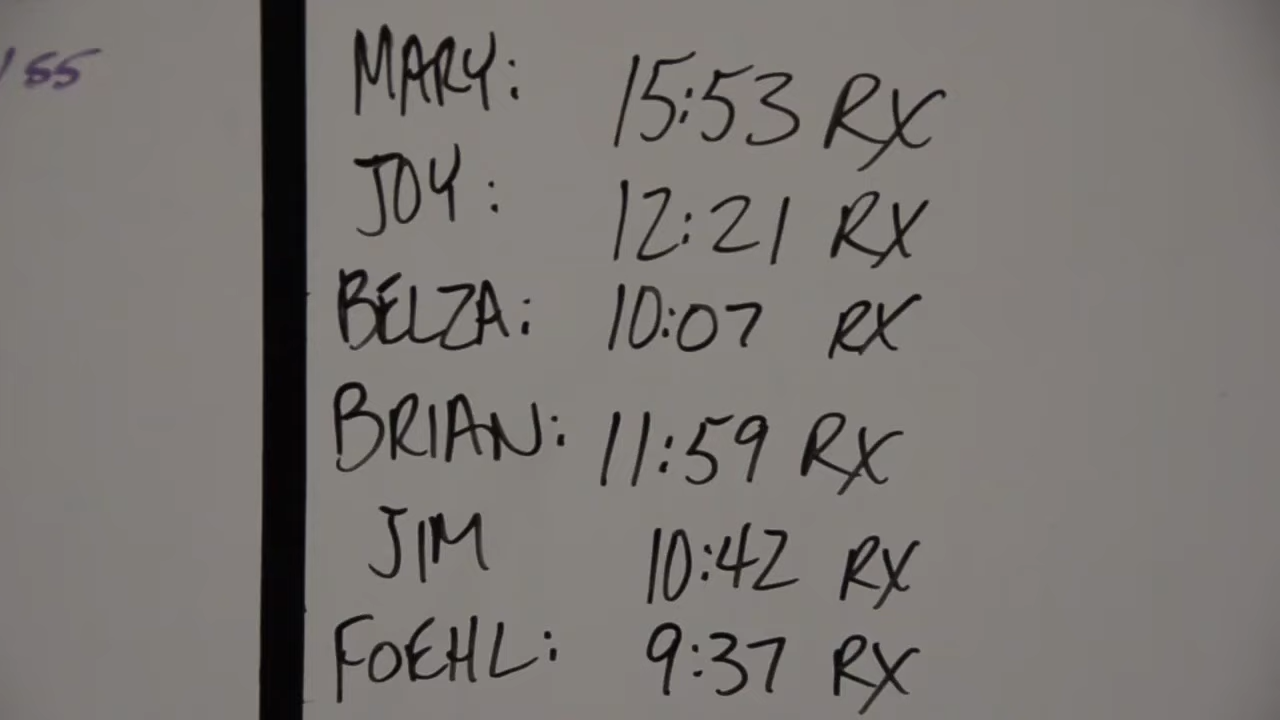 155
MARY: 15:53 RX
JOY: 12:21 RX
BELZA: 10:07 RX
BRIAN: 11:59 RX
JIM 10:42 RX
FOEHL: 9:37 RX